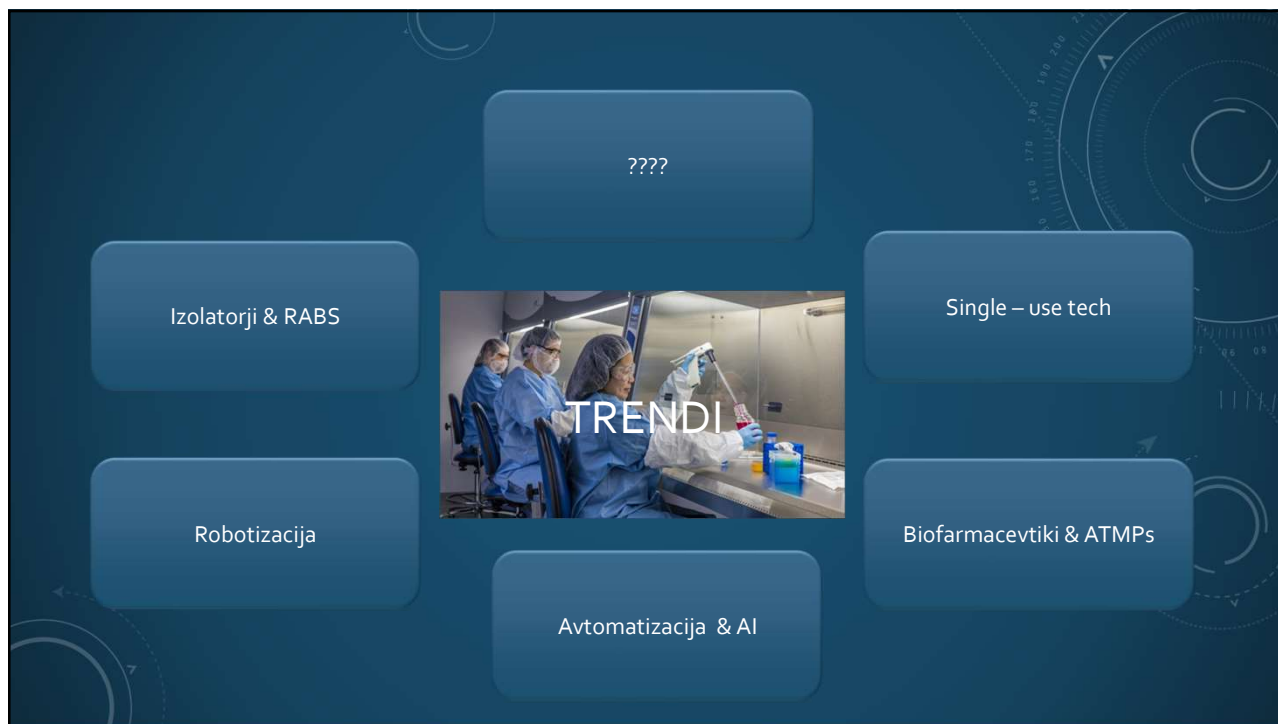 ????
Izolatorji & RABS
Single – use tech
TRENDI
Robotizacija
Biofarmacevtiki & ATMPs
Avtomatizacija & AI